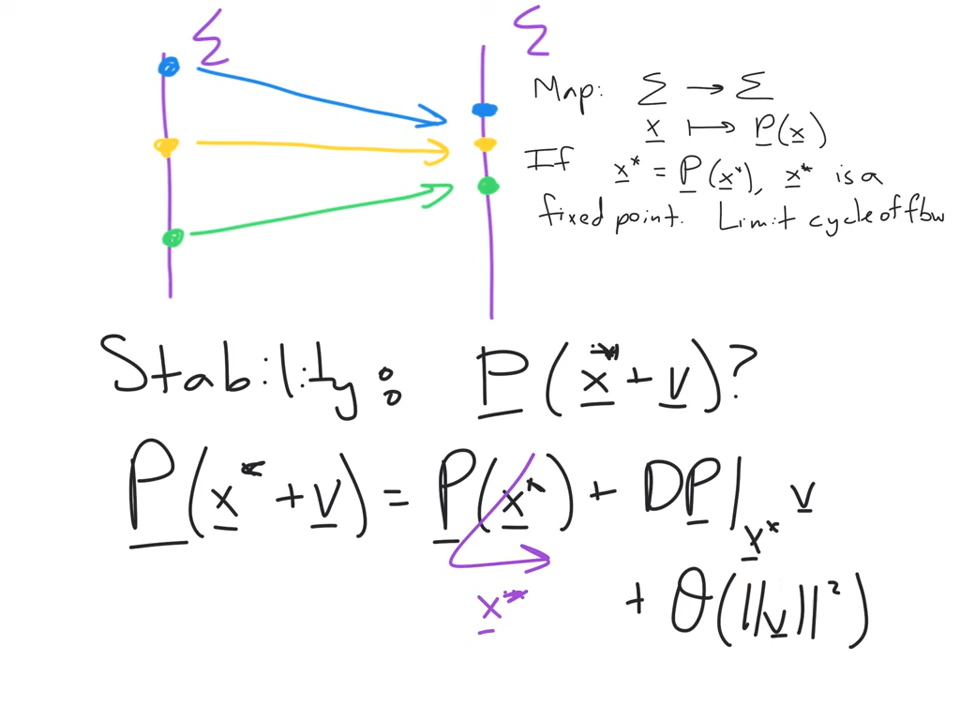 Σ Σ
Map: Σ → Σ
x ↦ P(x)
If x* = P(x*), x* is a
fixed point. Limit cycle of flow
Stability: P(x* + v)?
P(x* + v) = P(x*) + DP|x* v
x*
+ O(||v||²)